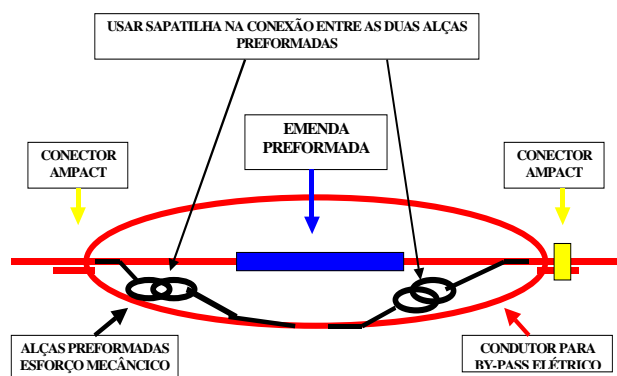 USAR SAPATILHA NA CONEXÃO ENTRE AS DUAS ALÇAS
PREFORMADAS
EMENDA
PREFORMADA
CONECTOR
AMPACT
CONECTOR
AMPACT
ALÇAS PREFORMADAS
ESFORÇO MECÂNCICO
CONDUTOR PARA
BY-PASS ELÉTRICO